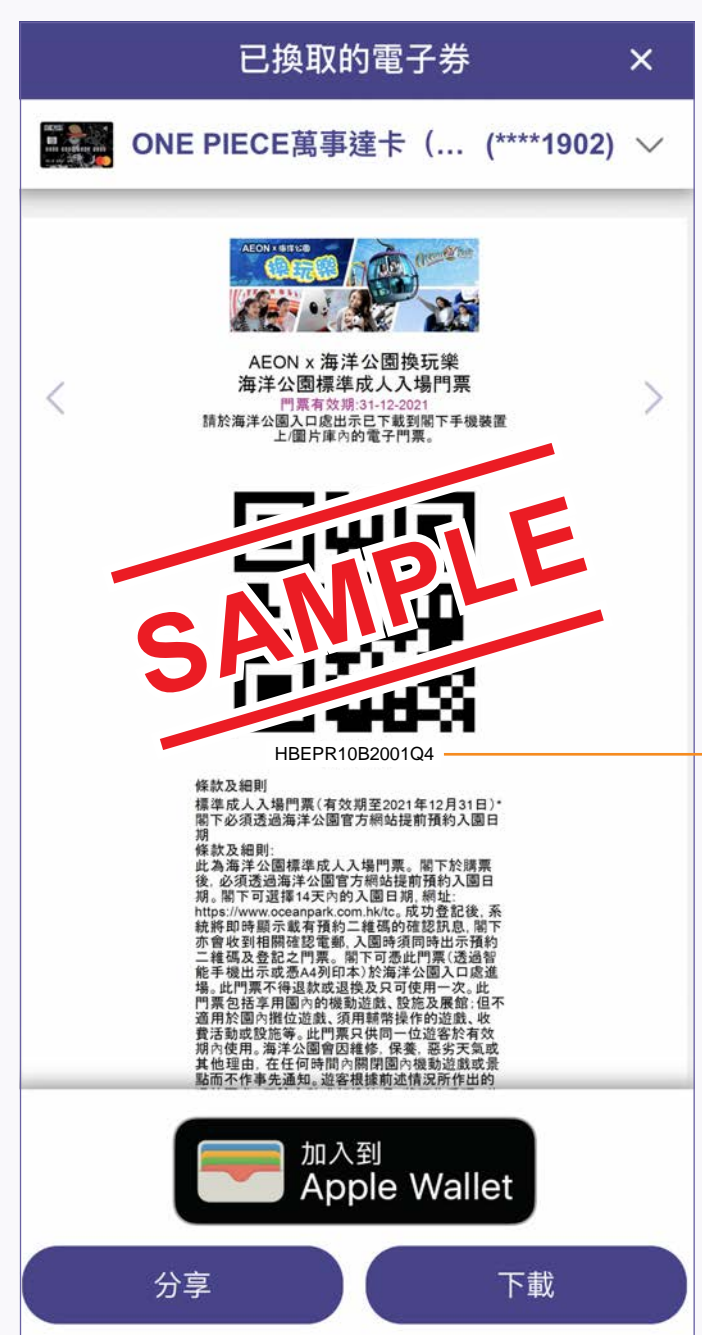 已換取的電子券 ×
ONE PIECE萬事達卡（... (****1902)
AEON x 海洋公園
換玩樂
AEON x 海洋公園換玩樂
海洋公園標準成人入場門票
門票有效期:31-12-2021
請於海洋公園入口處出示已下載到閣下手機裝置
上/圖片庫內的電子門票。
SAMPLE
HBEPR10B2001Q4
條款及細則
標準成人入場門票(有效期至2021年12月31日)*
閣下必須透過海洋公園官方網站提前預約入園日
期
條款及細則:
此為海洋公園標準成人入場門票。閣下於購票
後, 必須透過海洋公園官方網站提前預約入園日
期。閣下可選擇14天內的入園日期, 網址:
https://www.oceanpark.com.hk/tc。成功登記後, 系
統將即時顯示載有預約二維碼的確認訊息, 閣下
亦會收到相關確認電郵, 入園時須同時出示預約
二維碼及登記之門票。閣下可憑此門票(透過智
能手機出示或憑A4列印本)於海洋公園入口處進
場。此門票不得退款或退換及只可使用一次。此
門票包括享用園內的機動遊戲、設施及展館; 但不
適用於園內攤位遊戲、須用輔幣操作的遊戲、收
費活動或設施等。此門票只供同一位遊客於有效
期內使用。海洋公園會因維修, 保養, 惡劣天氣或
其他理由, 在任何時間內關閉園內機動遊戲或景
點而不作事先通知。遊客根據前述情況所作出的
加入到
Apple Wallet
分享
下載